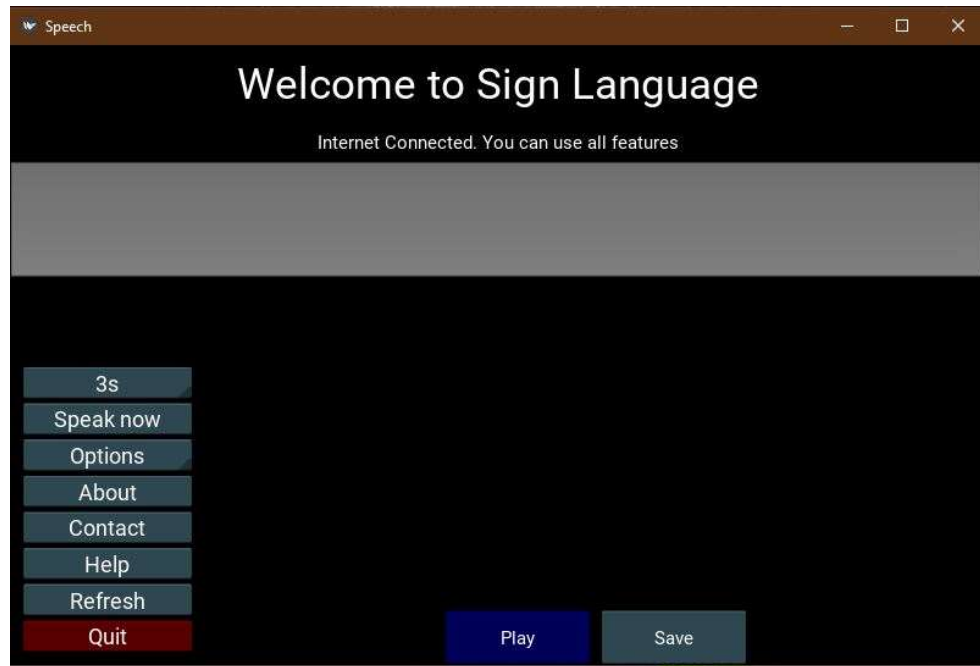 Speech
Welcome to Sign Language
Internet Connected. You can use all features
3s
Speak now
Options
About
Contact
Help
Refresh
Quit
Play Save